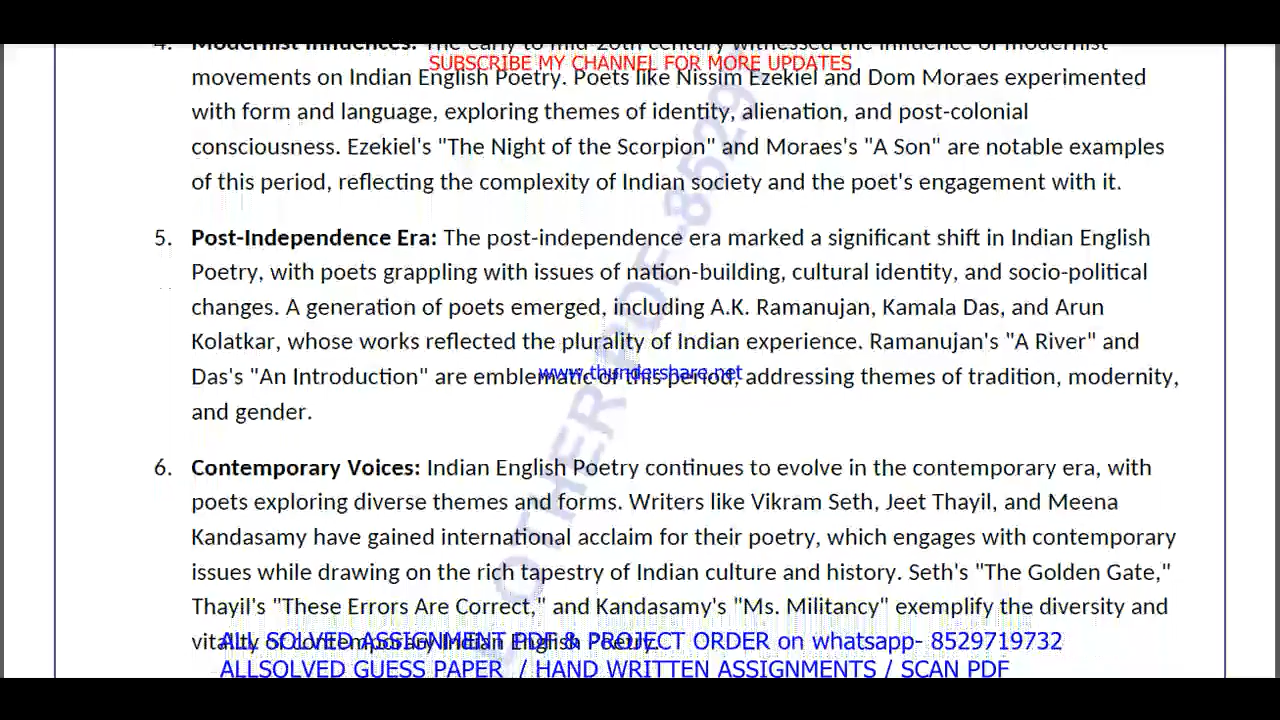 4. Modernist Influences: The early to mid-20th century witnessed the influence of modernist
SUBSCRIBE MY CHANNEL FOR MORE UPDATES
movements on Indian English Poetry. Poets like Nissim Ezekiel and Dom Moraes experimented
with form and language, exploring themes of identity, alienation, and post-colonial
consciousness. Ezekiel's "The Night of the Scorpion" and Moraes's "A Son" are notable examples
of this period, reflecting the complexity of Indian society and the poet's engagement with it.
5. Post-Independence Era: The post-independence era marked a significant shift in Indian English
Poetry, with poets grappling with issues of nation-building, cultural identity, and socio-political
changes. A generation of poets emerged, including A.K. Ramanujan, Kamala Das, and Arun
Kolatkar, whose works reflected the plurality of Indian experience. Ramanujan's "A River" and
www.thundershare.net
Das's "An Introduction" are emblematic of this period, addressing themes of tradition, modernity,
and gender.
6. Contemporary Voices: Indian English Poetry continues to evolve in the contemporary era, with
poets exploring diverse themes and forms. Writers like Vikram Seth, Jeet Thayil, and Meena
Kandasamy have gained international acclaim for their poetry, which engages with contemporary
issues while drawing on the rich tapestry of Indian culture and history. Seth's "The Golden Gate,"
Thayil's "These Errors Are Correct," and Kandasamy's "Ms. Militancy" exemplify the diversity and
vitality of contemporary Indian English Poetry.
ALL SOLVED ASSIGNMENT PDF & PROJECT ORDER on whatsapp- 8529719732
ALLSOLVED GUESS PAPER / HAND WRITTEN ASSIGNMENTS / SCAN PDF
OTHER PDF-8529